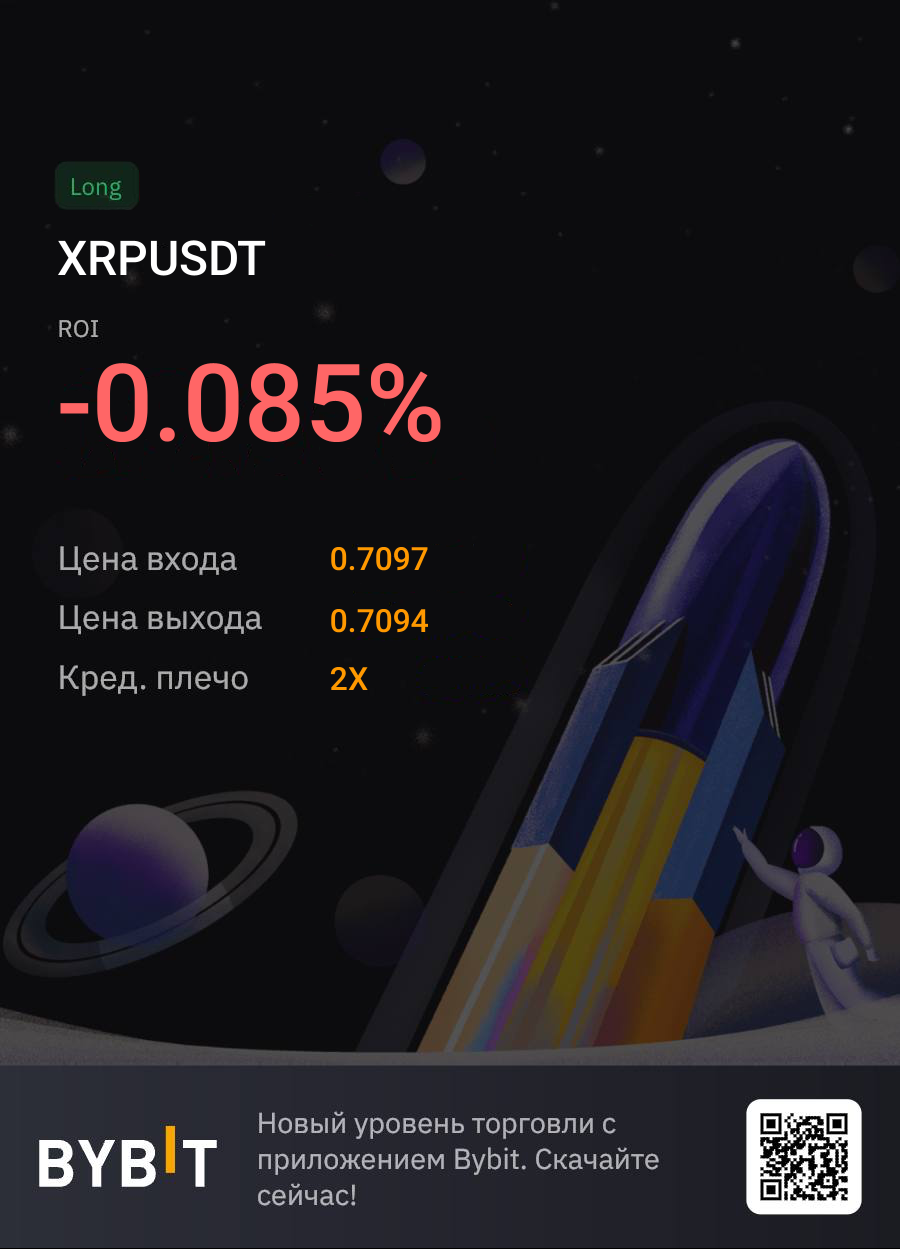 Long
XRPUSDT
ROI
-0.085%
Цена входа 0.7097
Цена выхода 0.7094
Кред. плечо 2X
BYBIT
Новый уровень торговли с
приложением Bybit. Скачайте
сейчас!